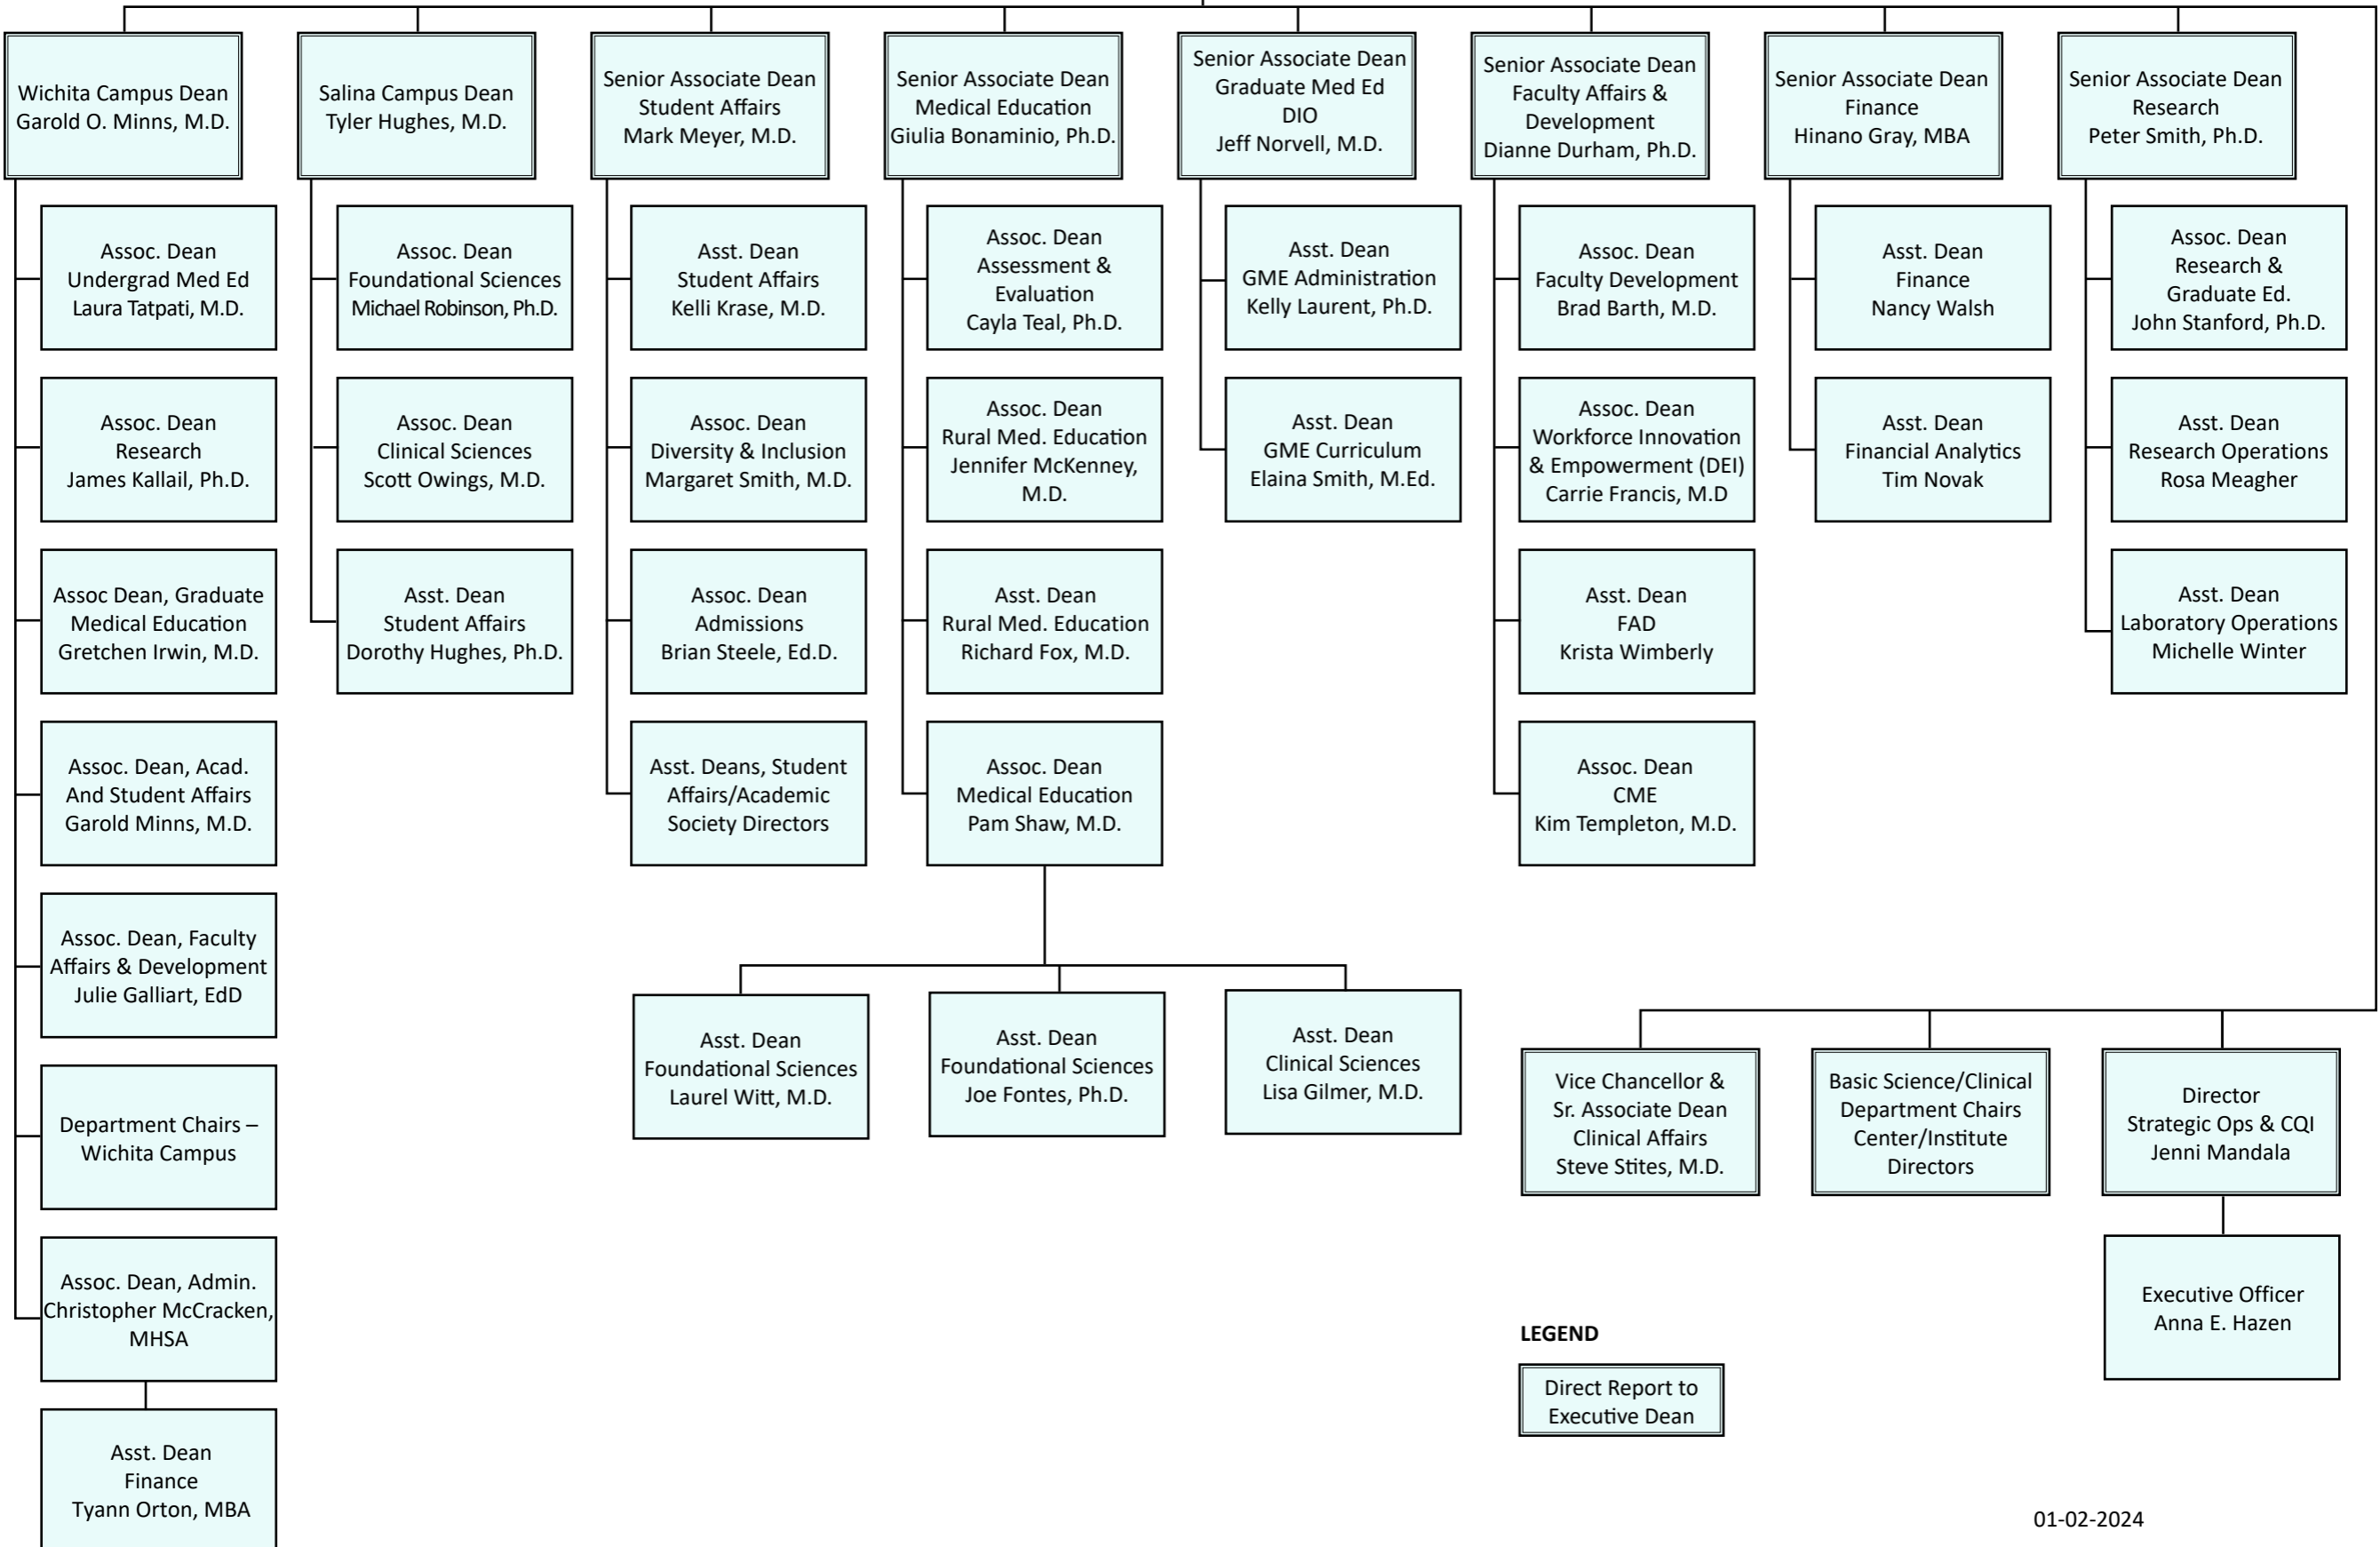 Wichita Campus Dean
Garold O. Minns, M.D.
Salina Campus Dean
Tyler Hughes, M.D.
Senior Associate Dean
Student Affairs
Mark Meyer, M.D.
Senior Associate Dean
Medical Education
Giulia Bonaminio, Ph.D.
Senior Associate Dean
Graduate Med Ed
DIO
Jeff Norvell, M.D.
Senior Associate Dean
Faculty Affairs &
Development
Dianne Durham, Ph.D.
Senior Associate Dean
Finance
Hinano Gray, MBA
Senior Associate Dean
Research
Peter Smith, Ph.D.
Assoc. Dean
Undergrad Med Ed
Laura Tatpati, M.D.
Assoc. Dean
Foundational Sciences
Michael Robinson, Ph.D.
Asst. Dean
Student Affairs
Kelli Krase, M.D.
Assoc. Dean
Assessment &
Evaluation
Cayla Teal, Ph.D.
Asst. Dean
GME Administration
Kelly Laurent, Ph.D.
Assoc. Dean
Faculty Development
Brad Barth, M.D.
Asst. Dean
Finance
Nancy Walsh
Assoc. Dean
Research &
Graduate Ed.
John Stanford, Ph.D.
Assoc. Dean
Research
James Kallail, Ph.D.
Assoc. Dean
Clinical Sciences
Scott Owings, M.D.
Assoc. Dean
Diversity & Inclusion
Margaret Smith, M.D.
Assoc. Dean
Rural Med. Education
Jennifer McKenney,
M.D.
Asst. Dean
GME Curriculum
Elaina Smith, M.Ed.
Assoc. Dean
Workforce Innovation
& Empowerment (DEI)
Carrie Francis, M.D
Asst. Dean
Financial Analytics
Tim Novak
Asst. Dean
Research Operations
Rosa Meagher
Assoc Dean, Graduate
Medical Education
Gretchen Irwin, M.D.
Asst. Dean
Student Affairs
Dorothy Hughes, Ph.D.
Assoc. Dean
Admissions
Brian Steele, Ed.D.
Asst. Dean
Rural Med. Education
Richard Fox, M.D.
Asst. Dean
FAD
Krista Wimberly
Asst. Dean
Laboratory Operations
Michelle Winter
Assoc. Dean, Acad.
And Student Affairs
Garold Minns, M.D.
Asst. Deans, Student
Affairs/Academic
Society Directors
Assoc. Dean
Medical Education
Pam Shaw, M.D.
Assoc. Dean
CME
Kim Templeton, M.D.
Assoc. Dean, Faculty
Affairs & Development
Julie Galliart, EdD
Asst. Dean
Foundational Sciences
Laurel Witt, M.D.
Asst. Dean
Foundational Sciences
Joe Fontes, Ph.D.
Asst. Dean
Clinical Sciences
Lisa Gilmer, M.D.
Vice Chancellor &
Sr. Associate Dean
Clinical Affairs
Steve Stites, M.D.
Basic Science/Clinical
Department Chairs
Center/Institute
Directors
Director
Strategic Ops & CQI
Jenni Mandala
Department Chairs –
Wichita Campus
Assoc. Dean, Admin.
Christopher McCracken,
MHSA
Executive Officer
Anna E. Hazen
LEGEND
Direct Report to
Executive Dean
Asst. Dean
Finance
Tyann Orton, MBA
01-02-2024